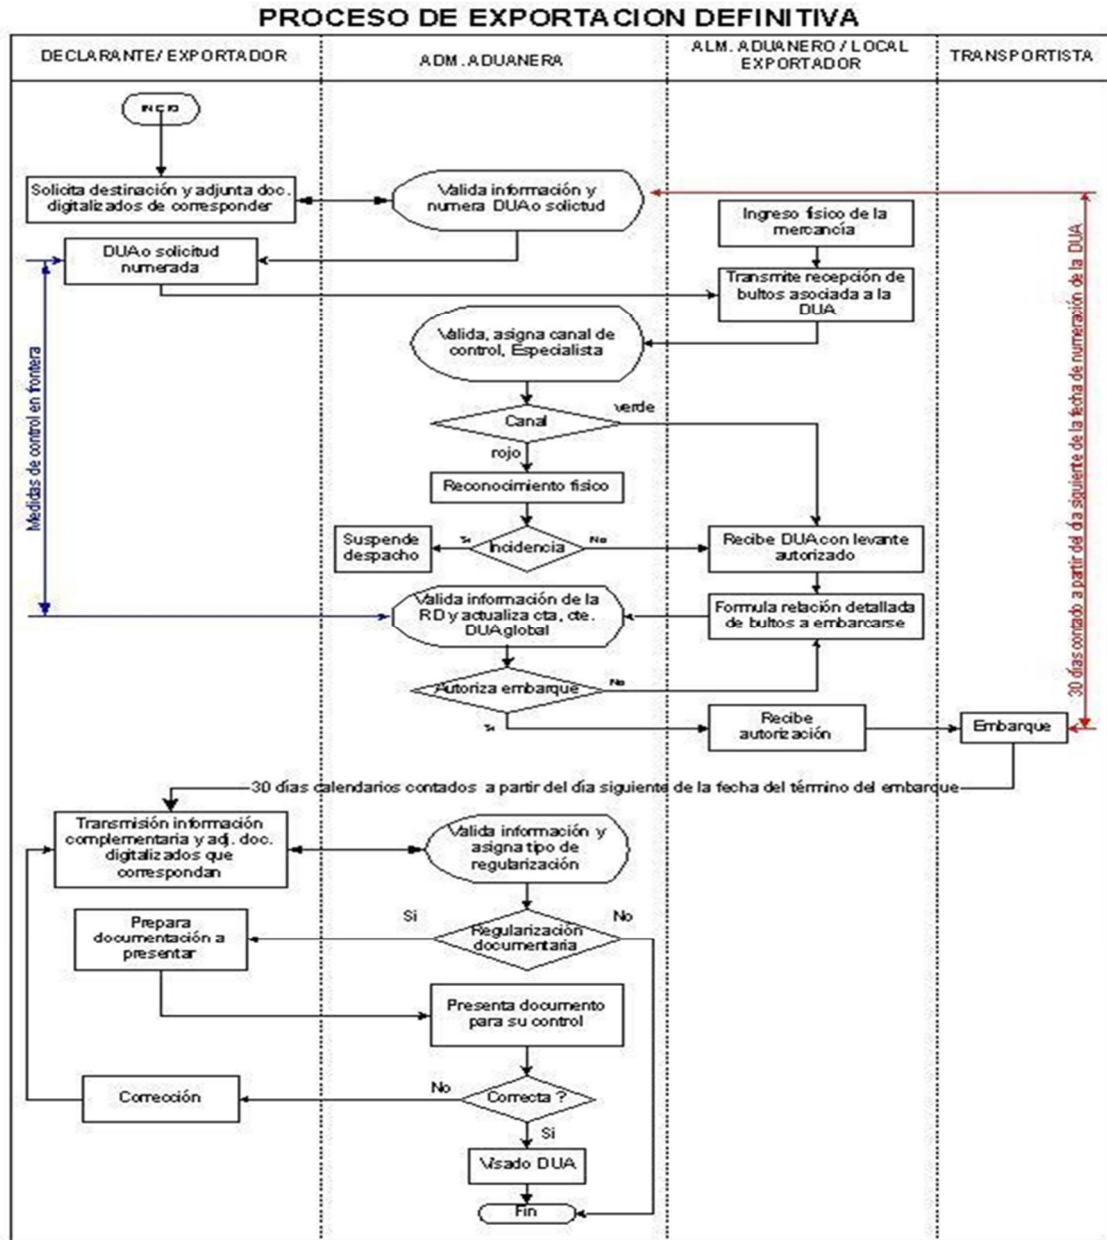 PROCESO DE EXPORTACION DEFINITIVA
DECLARANTE/ EXPORTADOR
ADM. ADUANERA
ALM. ADUANERO / LOCAL
EXPORTADOR
TRANSPORTISTA
INICIO
Solicita destinación y adjunta doc.
digitalizados de corresponder
Valida información y
numera DUA o solictud
Ingreso físico de la
mercancía
DUA o solicitud
numerada
Transmite recepción de
bultos asociada a la
DUA
Valida, asigna canal de
control, Especialista
Canal
verde
rojo
Reconocimiento físico
Suspende
despacho
Si
Incidencia
No
Recibe DUA con levante
autorizado
Valida información de la
RD y actualiza cta, cte.
DUA global
Formula relación detallada
de bultos a embarcarse
Autoriza embarque
No
Si
Recibe
autorización
Embarque
Medidas de control en frontera
30 días contado a partir del día siguiente de la fecha de numeración de la DUA
30 días calendarios contados a partir del día siguiente de la fecha del término del embarque
Transmisión información
complementaria y adj. doc.
digitalizados que
correspondan
Valida información y
asigna tipo de
regularización
Prepara
documentación a
presentar
Si
Regularización
documentaria
No
Presenta documento
para su control
Corrección
No
Correcta ?
Si
Visado DUA
Fin